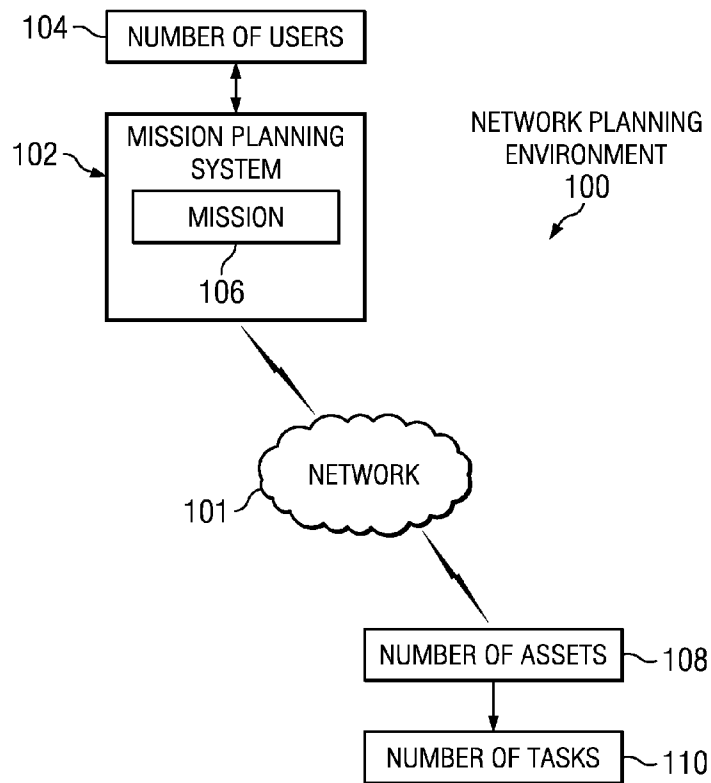 104
NUMBER OF USERS
102
MISSION PLANNING
SYSTEM
MISSION
106
NETWORK PLANNING
ENVIRONMENT
100
NETWORK
101
NUMBER OF ASSETS
108
NUMBER OF TASKS
110